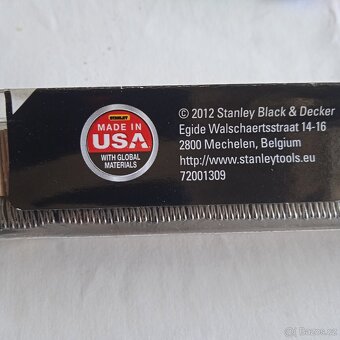 STANLEY
MADE IN
USA
WITH GLOBAL
MATERIALS
© 2012 Stanley Black & Decker
Egide Walschaertsstraat 14-16
2800 Mechelen, Belgium
http://www.stanleytools.eu
72001309